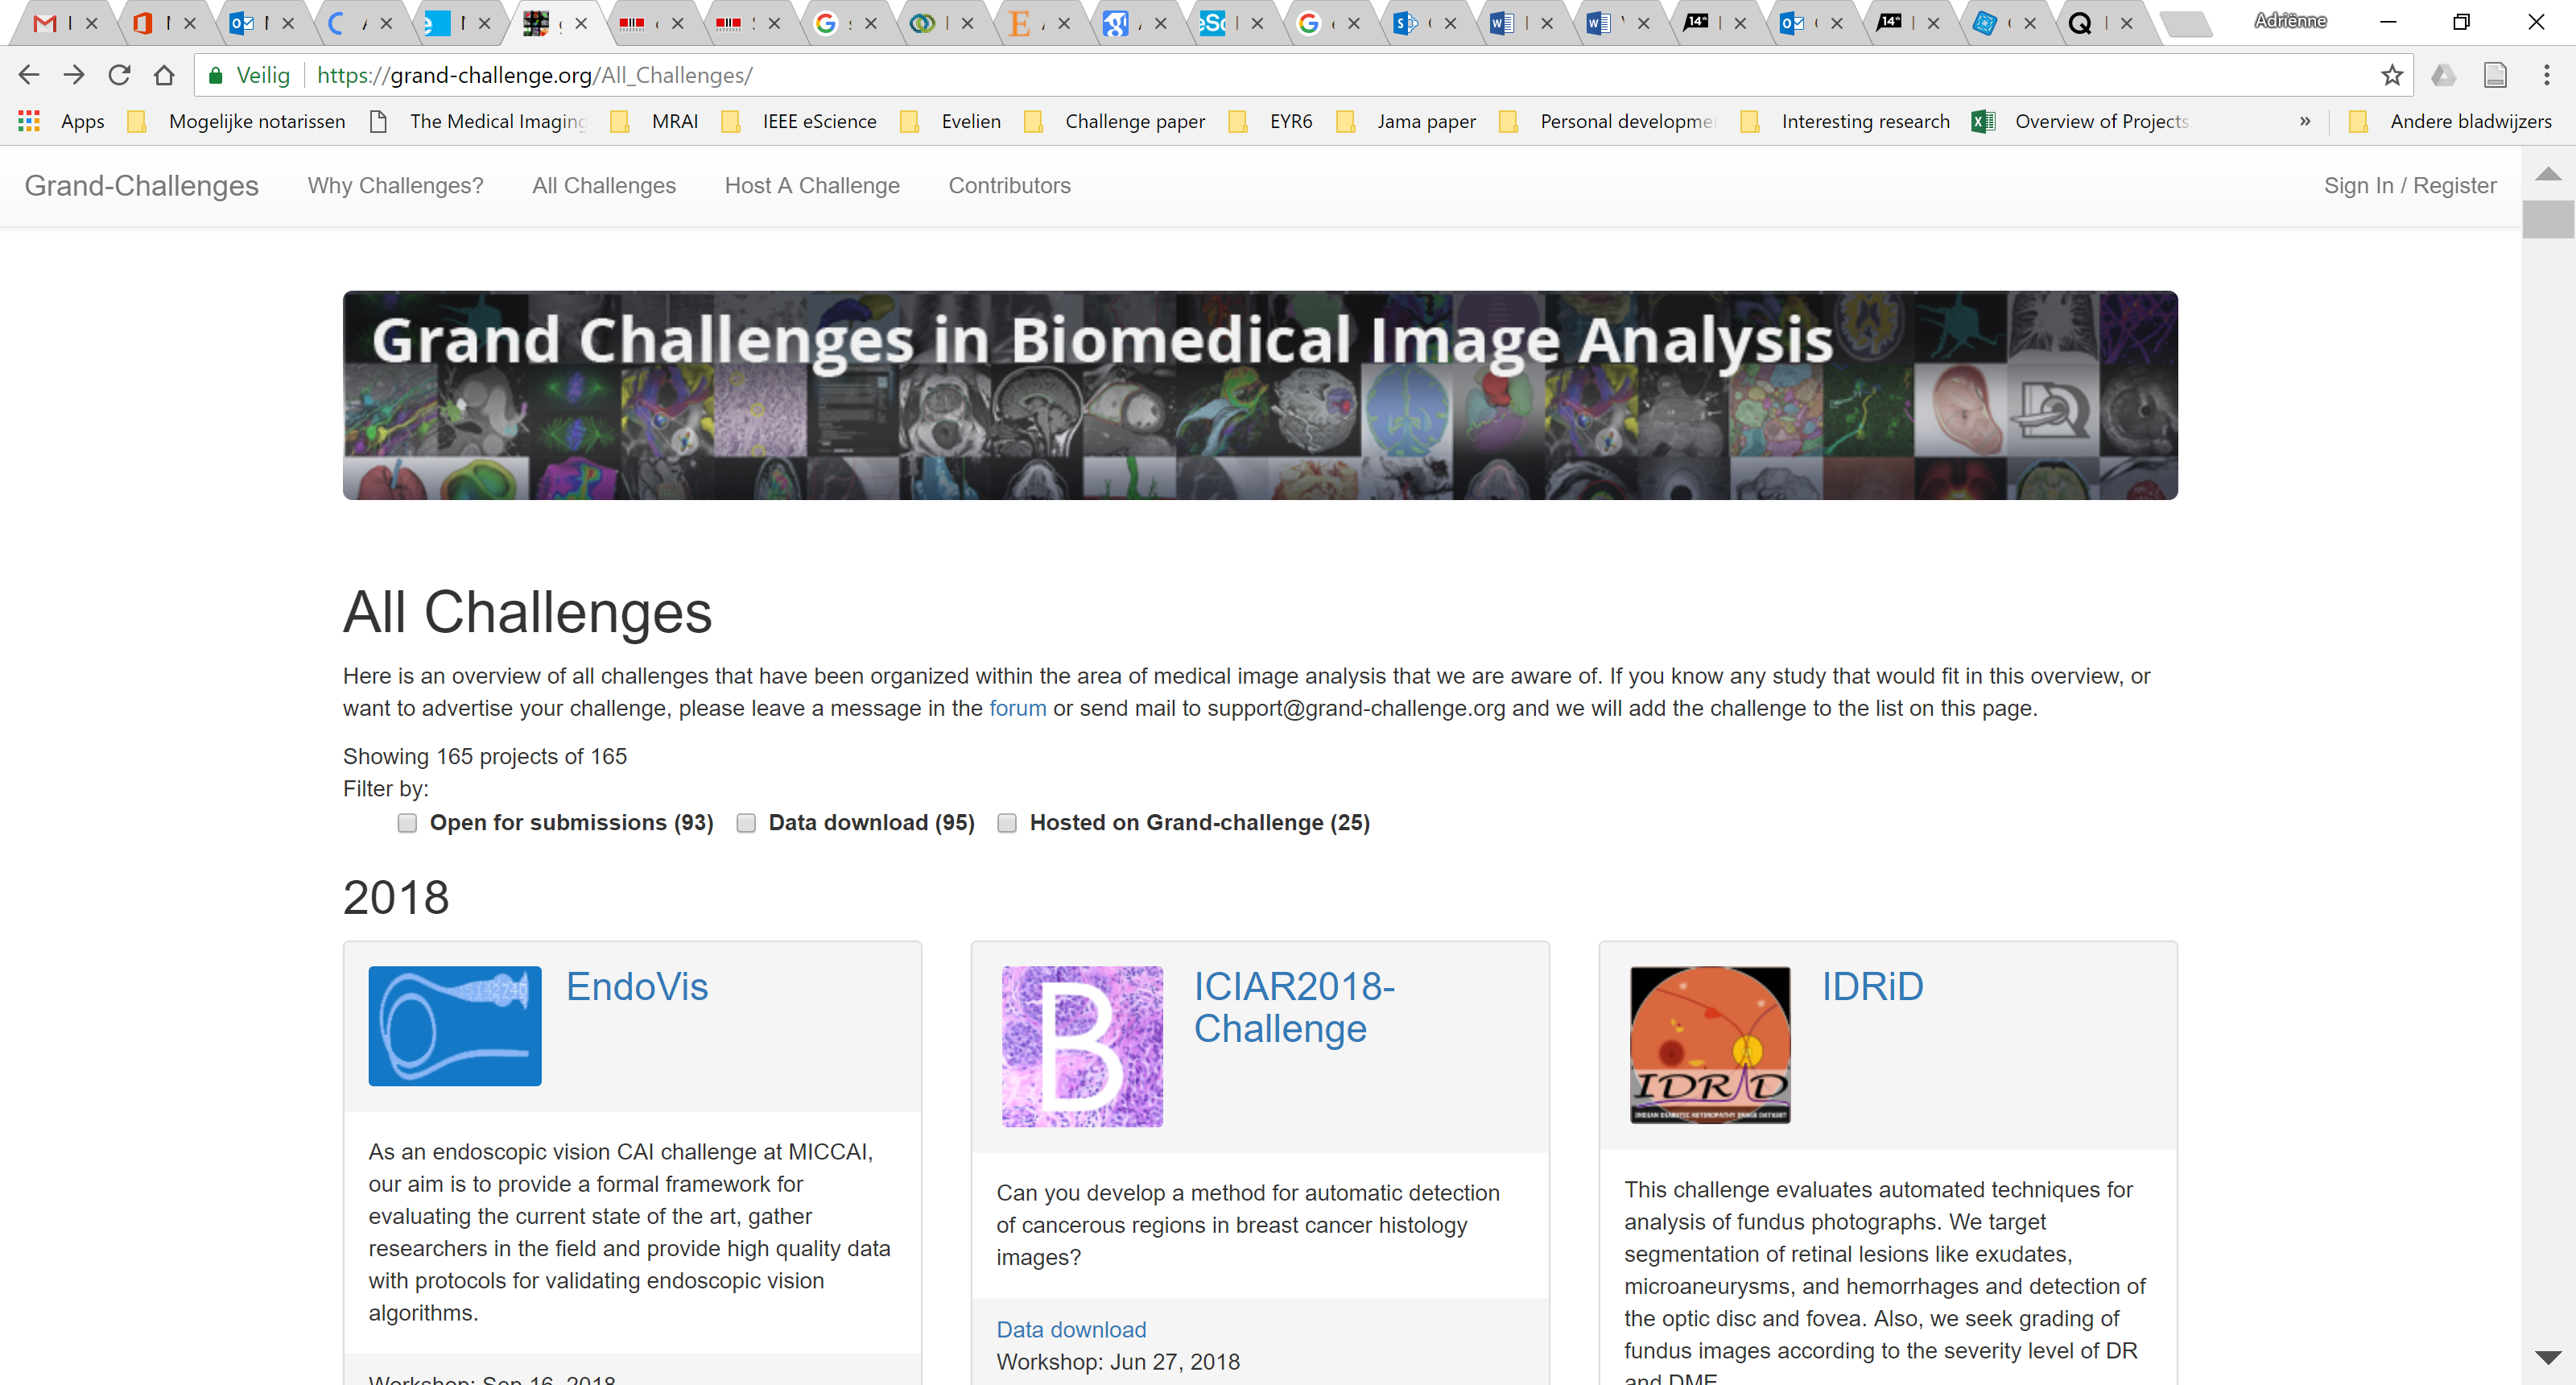 Adriënne
Veilig https://grand-challenge.org/All_Challenges/
Apps Mogelijke notarissen The Medical Imaging MRAI IEEE eScience Evelien Challenge paper EYR6 Jama paper Personal developme Interesting research Overview of Projects » Andere bladwijzers
Grand-Challenges Why Challenges? All Challenges Host A Challenge Contributors Sign In / Register
Grand Challenges in Biomedical Image Analysis
All Challenges
Here is an overview of all challenges that have been organized within the area of medical image analysis that we are aware of. If you know any study that would fit in this overview, or
want to advertise your challenge, please leave a message in the forum or send mail to support@grand-challenge.org and we will add the challenge to the list on this page.
Showing 165 projects of 165
Filter by:
Open for submissions (93) Data download (95) Hosted on Grand-challenge (25)
2018
EndoVis
As an endoscopic vision CAI challenge at MICCAI,
our aim is to provide a formal framework for
evaluating the current state of the art, gather
researchers in the field and provide high quality data
with protocols for validating endoscopic vision
algorithms.
Workshop: Sep 16, 2018
B
ICIAR2018-
Challenge
Can you develop a method for automatic detection
of cancerous regions in breast cancer histology
images?
Data download
Workshop: Jun 27, 2018
IDRiD
INDIAN DIABETIC RETINOPATHY IMAGE DATASET
IDRiD
This challenge evaluates automated techniques for
analysis of fundus photographs. We target
segmentation of retinal lesions like exudates,
microaneurysms, and hemorrhages and detection of
the optic disc and fovea. Also, we seek grading of
fundus images according to the severity level of DR
and DME